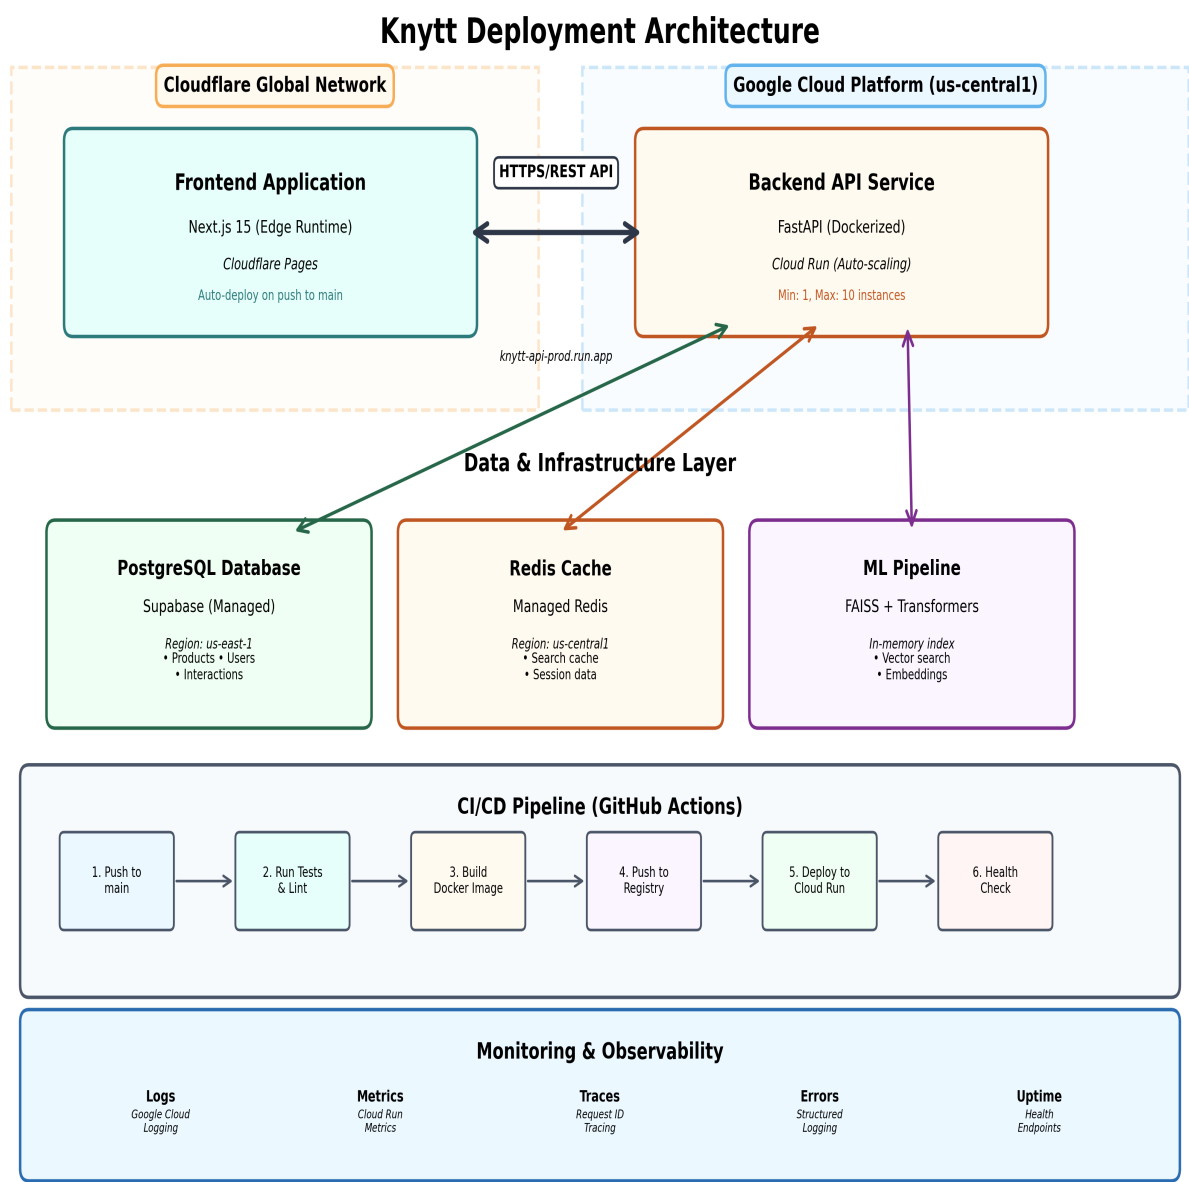 Knytt Deployment Architecture
Cloudflare Global Network
Google Cloud Platform (us-central1)
Frontend Application
Next.js 15 (Edge Runtime)
Cloudflare Pages
Auto-deploy on push to main
HTTPS/REST API
Backend API Service
FastAPI (Dockerized)
Cloud Run (Auto-scaling)
Min: 1, Max: 10 instances
knytt-api-prod.run.app
Data & Infrastructure Layer
PostgreSQL Database
Supabase (Managed)
Region: us-east-1
• Products • Users
• Interactions
Redis Cache
Managed Redis
Region: us-central1
• Search cache
• Session data
ML Pipeline
FAISS + Transformers
In-memory index
• Vector search
• Embeddings
CI/CD Pipeline (GitHub Actions)
1. Push to
main
2. Run Tests
& Lint
3. Build
Docker Image
4. Push to
Registry
5. Deploy to
Cloud Run
6. Health
Check
Monitoring & Observability
Logs
Google Cloud
Logging
Metrics
Cloud Run
Metrics
Traces
Request ID
Tracing
Errors
Structured
Logging
Uptime
Health
Endpoints